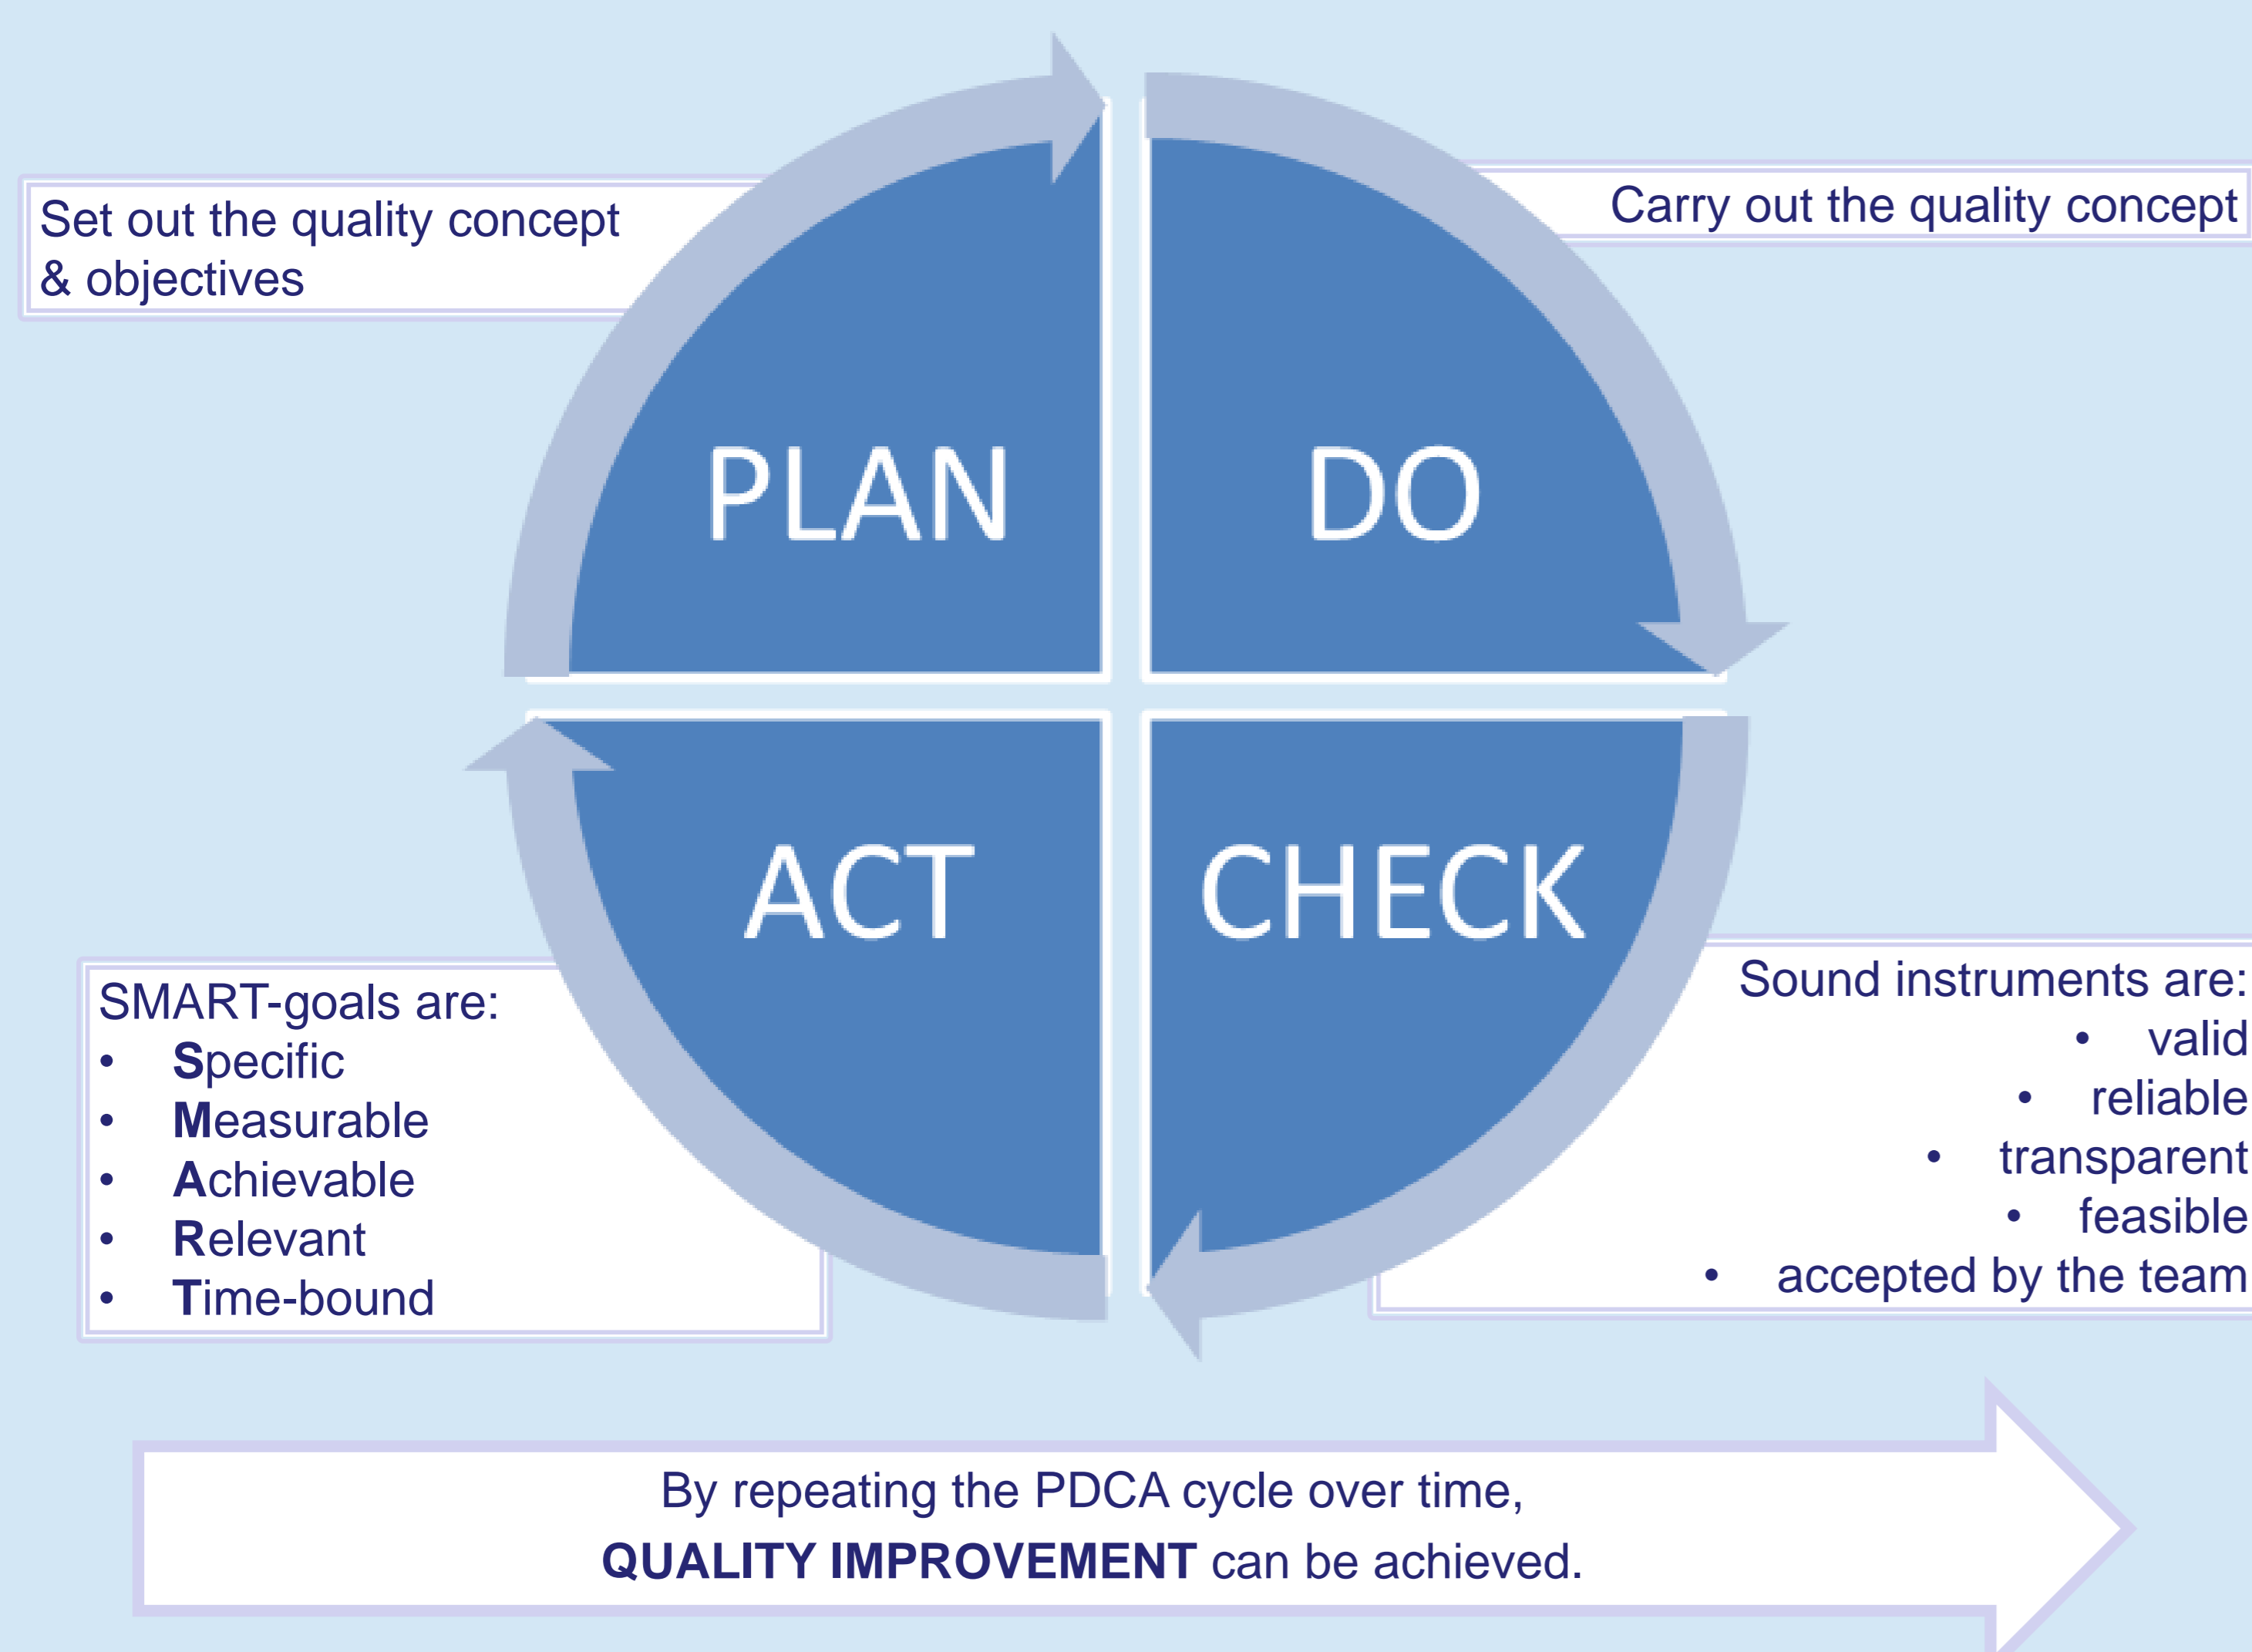 Set out the quality concept
& objectives
Carry out the quality concept
PLAN
DO
ACT
CHECK
SMART-goals are:
• Specific
• Measurable
• Achievable
• Relevant
• Time-bound
Sound instruments are:
• valid
• reliable
• transparent
• feasible
• accepted by the team
By repeating the PDCA cycle over time,
QUALITY IMPROVEMENT can be achieved.